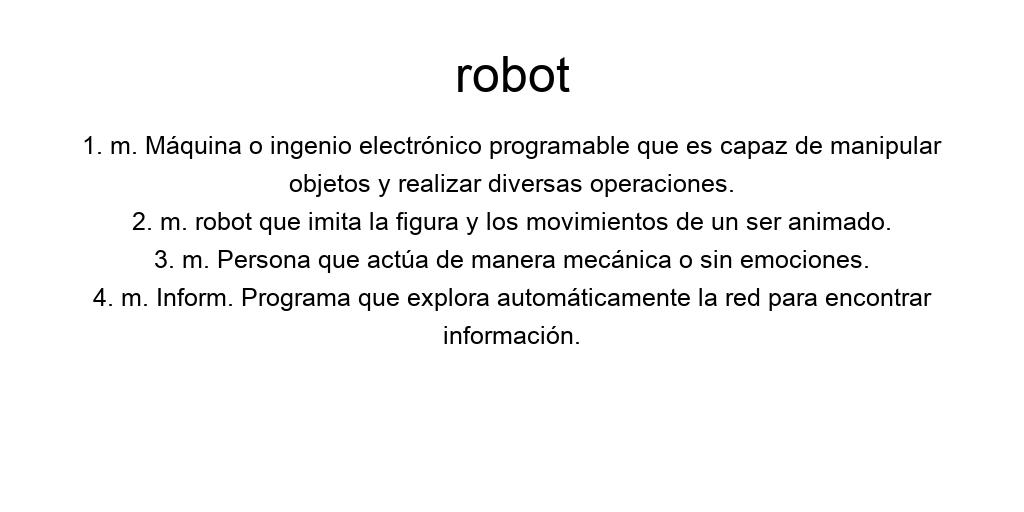 robot
1. m. Máquina o ingenio electrónico programable que es capaz de manipular
objetos y realizar diversas operaciones.
2. m. robot que imita la figura y los movimientos de un ser animado.
3. m. Persona que actúa de manera mecánica o sin emociones.
4. m. Inform. Programa que explora automáticamente la red para encontrar
información.